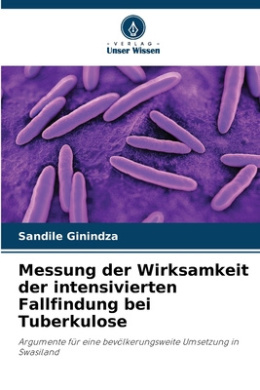 VERLAG
Unser Wissen
Sandile Ginindza
Messung der Wirksamkeit
der intensivierten
Fallfindung bei
Tuberkulose
Argumente für eine bevölkerungsweite Umsetzung in
Swasiland